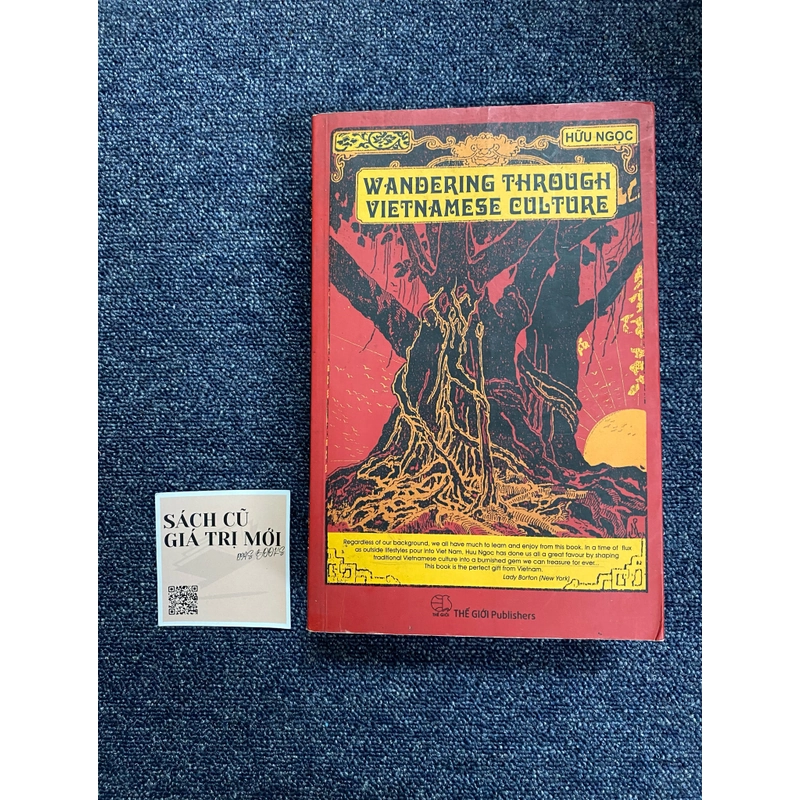 HỮU NGỌC
WANDERING THROUGH
VIETNAMESE CULTURE
Regardless of our background, we all have much to learn and enjoy from this book. In a time of flux
as outside lifestyles pour into Viet Nam, Huu Ngoc has done us all a great favour by shaping
traditional Vietnamese culture into a burnished gem we can treasure for ever...
This book is the perfect gift from Vietnam.
Lady Borton (New York)
THẾ GIỚI
THẾ GIỚI Publishers
SÁCH CŨ
GIÁ TRỊ MỚI